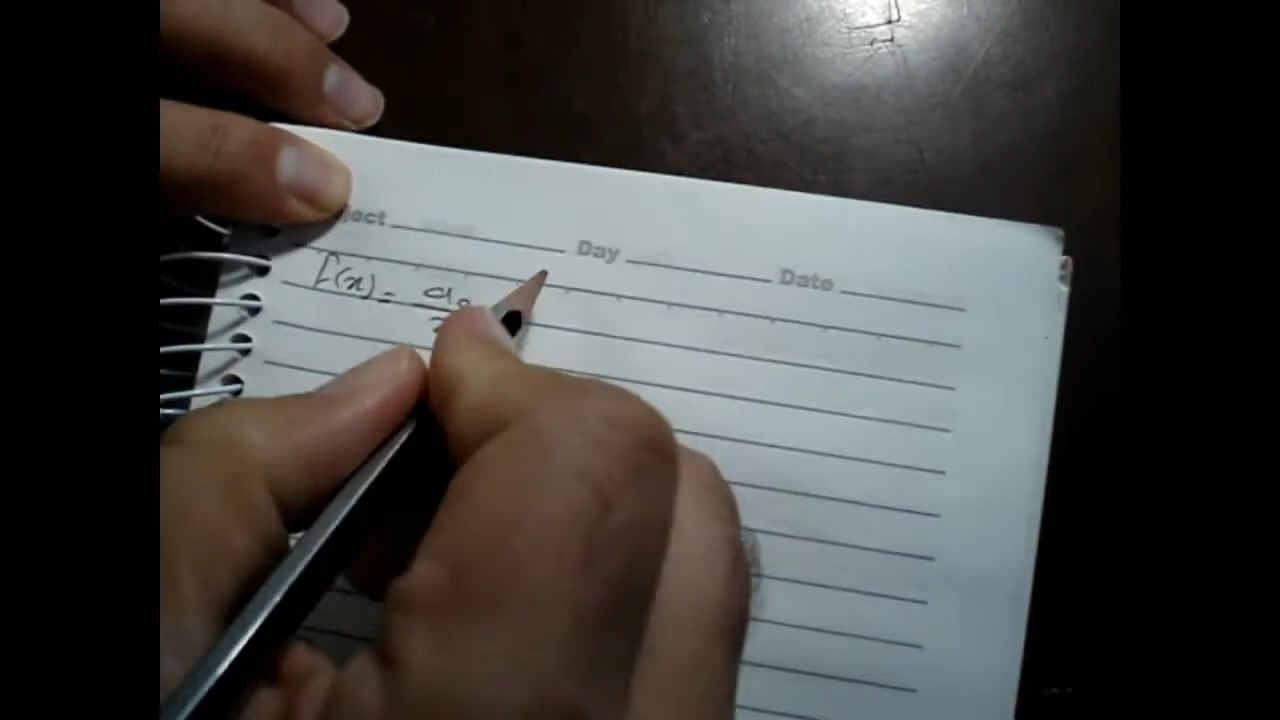 ject Day Date
f(x) = a₀